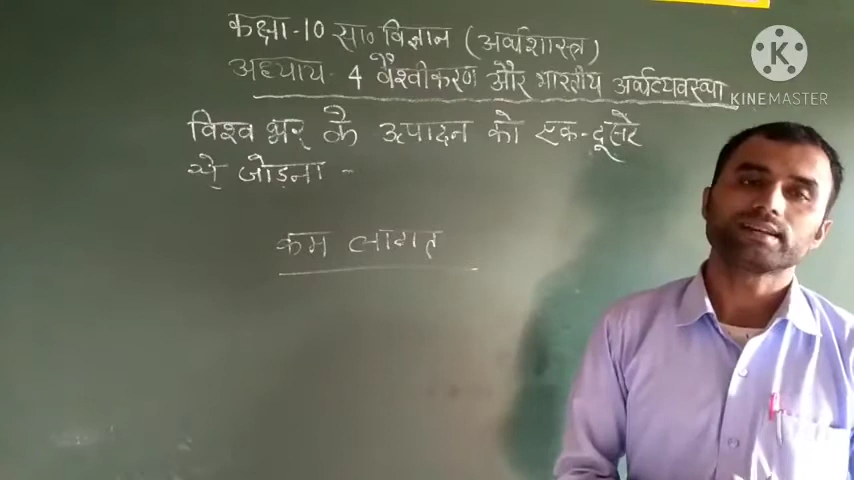 कक्षा-10 सा० विज्ञान (अर्थशास्त्र)
अध्याय- 4 वैश्वीकरण और भारतीय अर्थव्यवस्था
विश्व भर के उत्पादन को एक-दूसरे
से जोड़ना -
कम लागत
KINEMASTER